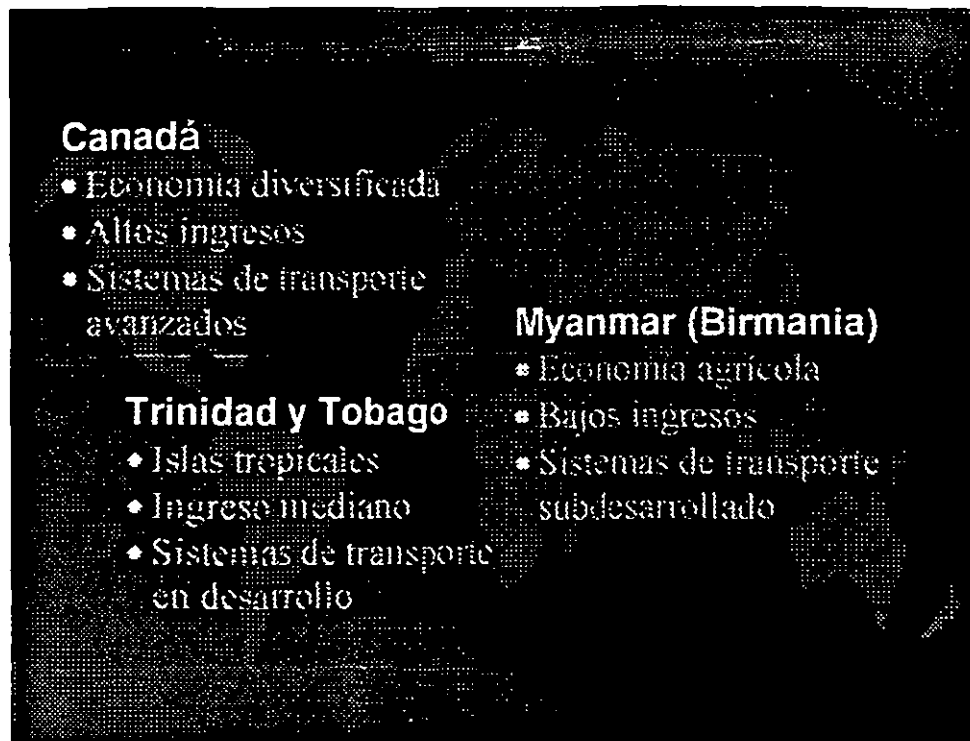 Canadá
• Economía diversificada
• Altos ingresos
• Sistemas de transporte
avanzados
Myanmar (Birmania)
• Economía agrícola
• Bajos ingresos
• Sistemas de transporte
subdesarrollado
Trinidad y Tobago
• Islas tropicales
• Ingreso mediano
• Sistemas de transporte
en desarrollo